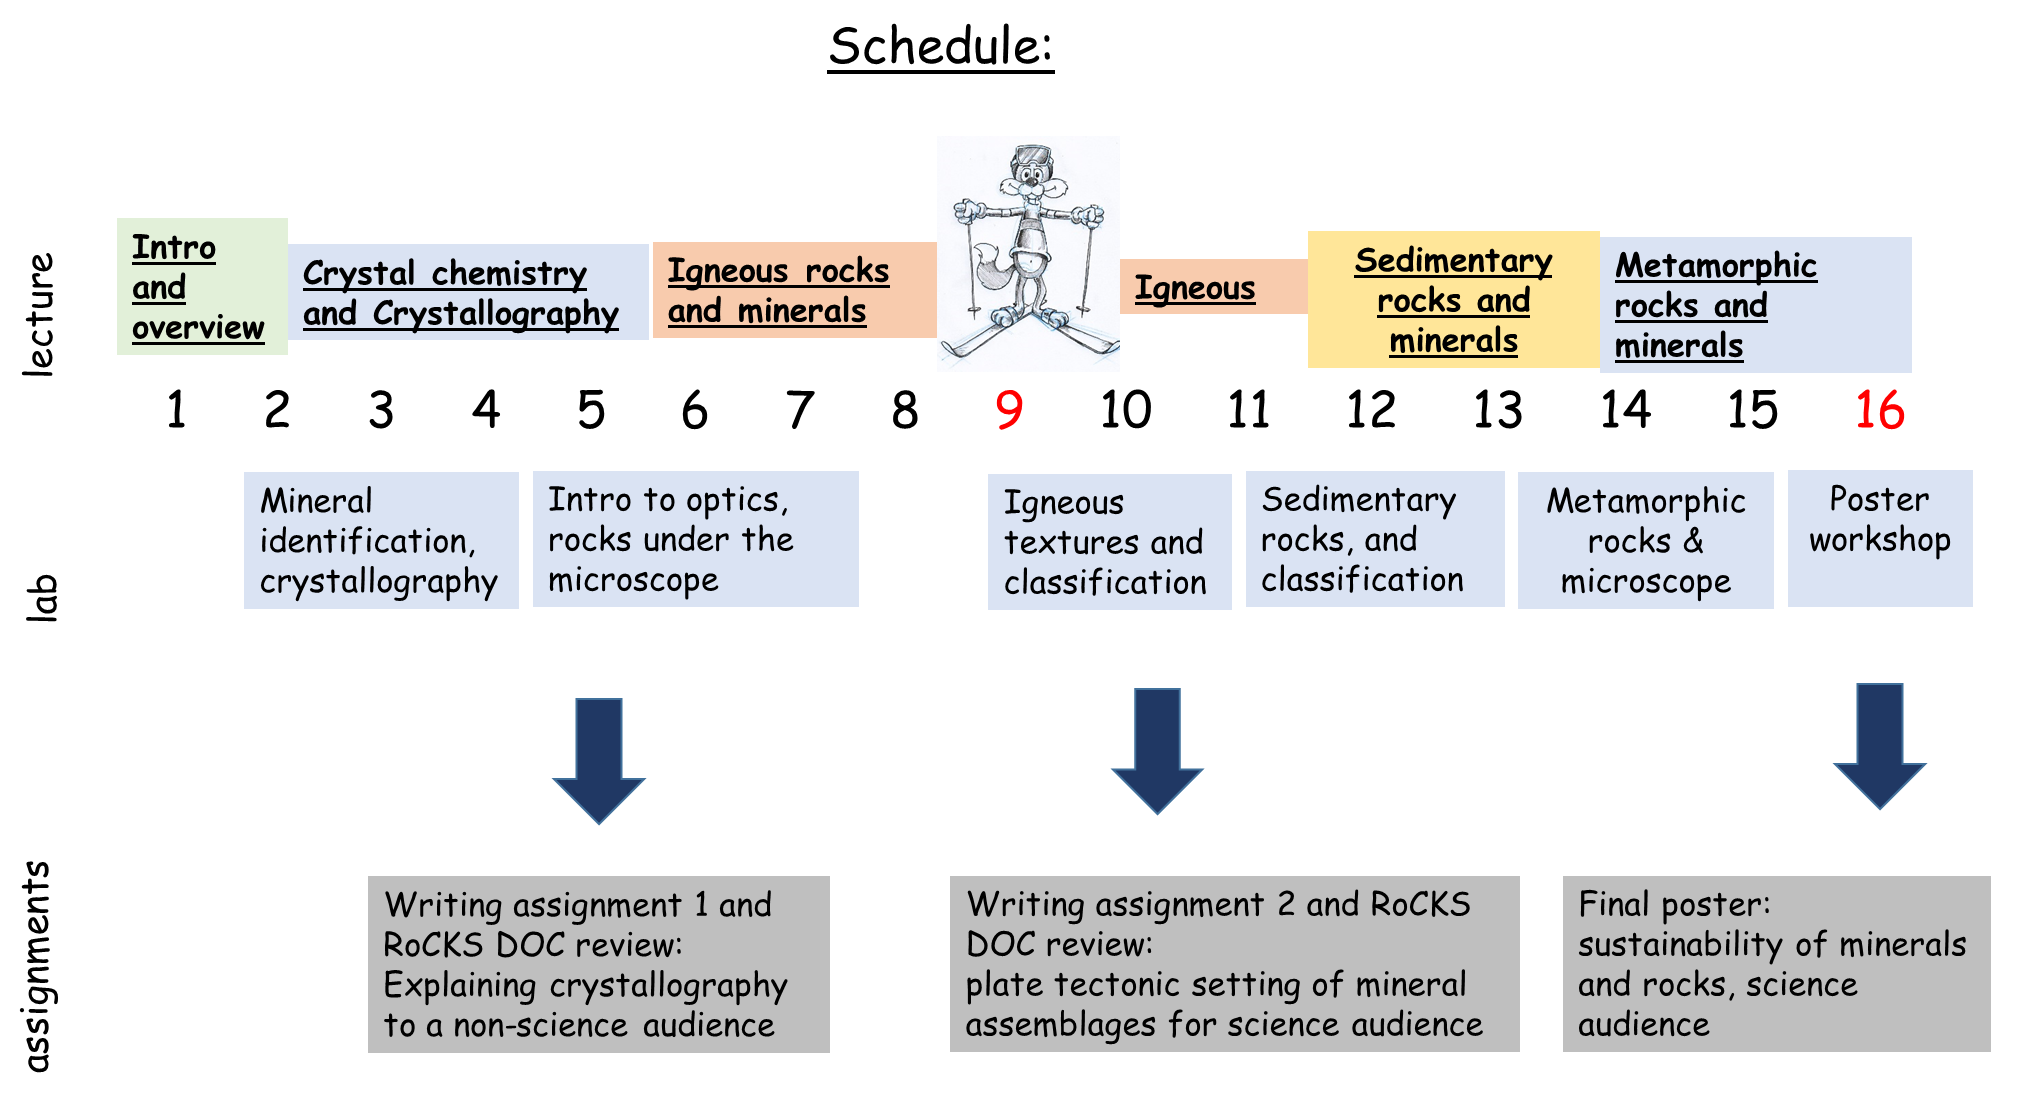 Schedule:
lecture
Intro
and
overview
Crystal chemistry
and Crystallography
Igneous rocks
and minerals
Igneous
Sedimentary
rocks and
minerals
Metamorphic
rocks and
minerals
1 2 3 4 5 6 7 8 9 10 11 12 13 14 15 16
lab
Mineral
identification,
crystallography
Intro to optics,
rocks under the
microscope
Igneous
textures and
classification
Sedimentary
rocks, and
classification
Metamorphic
rocks &
microscope
Poster
workshop
assignments
Writing assignment 1 and
RoCKS DOC review:
Explaining crystallography
to a non-science audience
Writing assignment 2 and RoCKS
DOC review:
plate tectonic setting of mineral
assemblages for science audience
Final poster:
sustainability of minerals
and rocks, science
audience